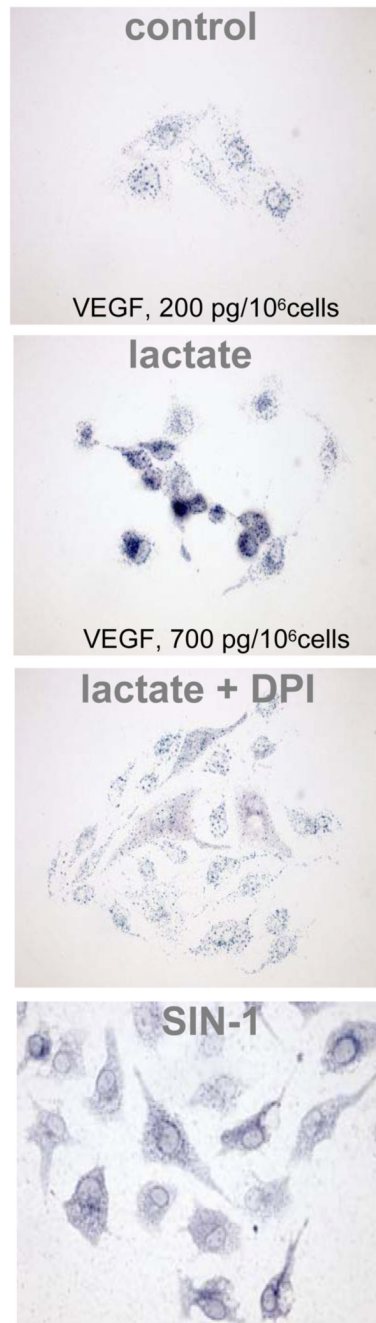 control
VEGF, 200 pg/10⁶cells
lactate
VEGF, 700 pg/10⁶cells
lactate + DPI
SIN-1